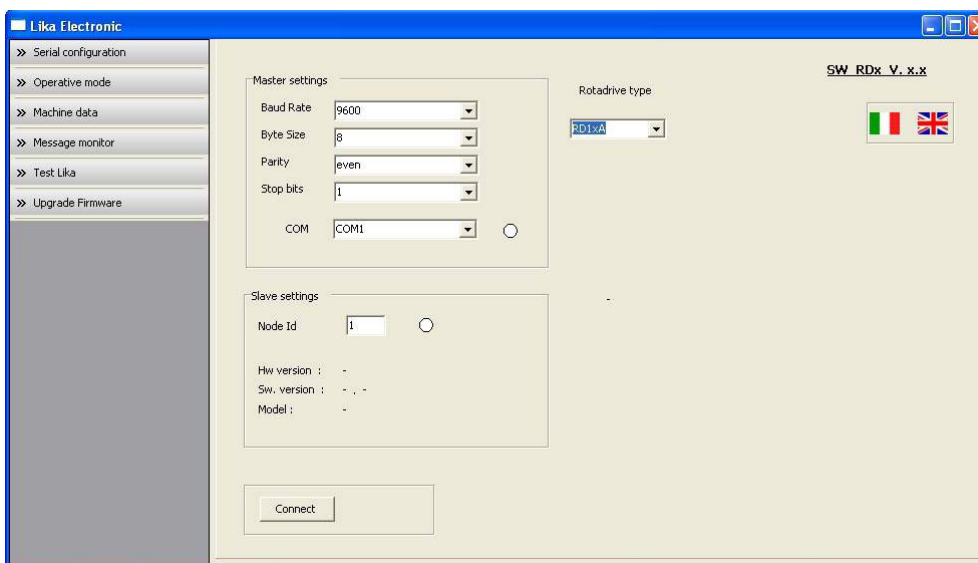 Lika Electronic
» Serial configuration
» Operative mode
» Machine data
» Message monitor
» Test Lika
» Upgrade Firmware
Master settings
Baud Rate 9600
Byte Size 8
Parity even
Stop bits 1
COM COM1
Rotadrive type
RD1xA
SW RDx V. x.x
Slave settings
Node Id 1
Hw version : -
Sw. version : - . -
Model : -
-
Connect